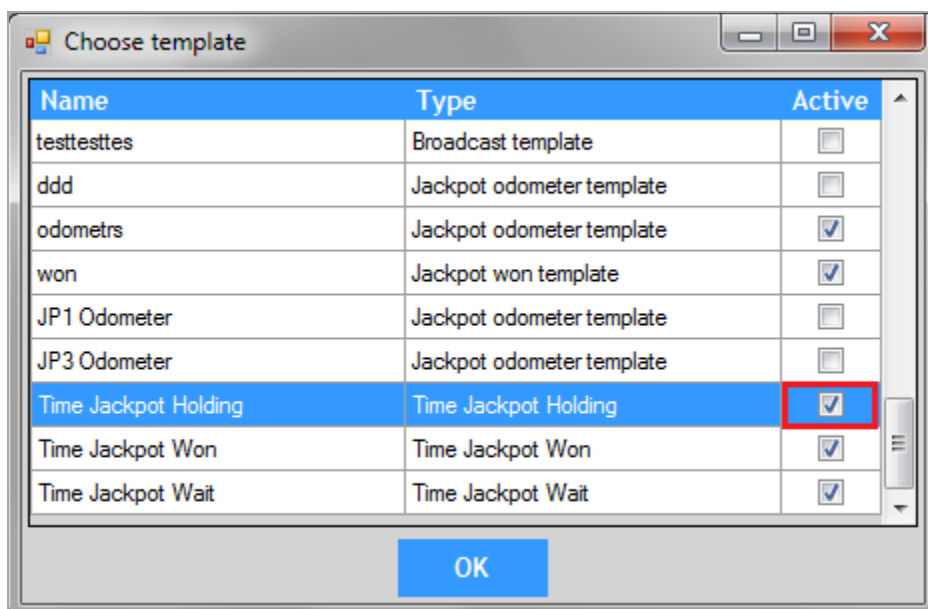 Choose template
Name Type Active
testtesttes Broadcast template
ddd Jackpot odometer template
odometrs Jackpot odometer template
won Jackpot won template
JP1 Odometer Jackpot odometer template
JP3 Odometer Jackpot odometer template
Time Jackpot Holding Time Jackpot Holding
Time Jackpot Won Time Jackpot Won
Time Jackpot Wait Time Jackpot Wait
OK